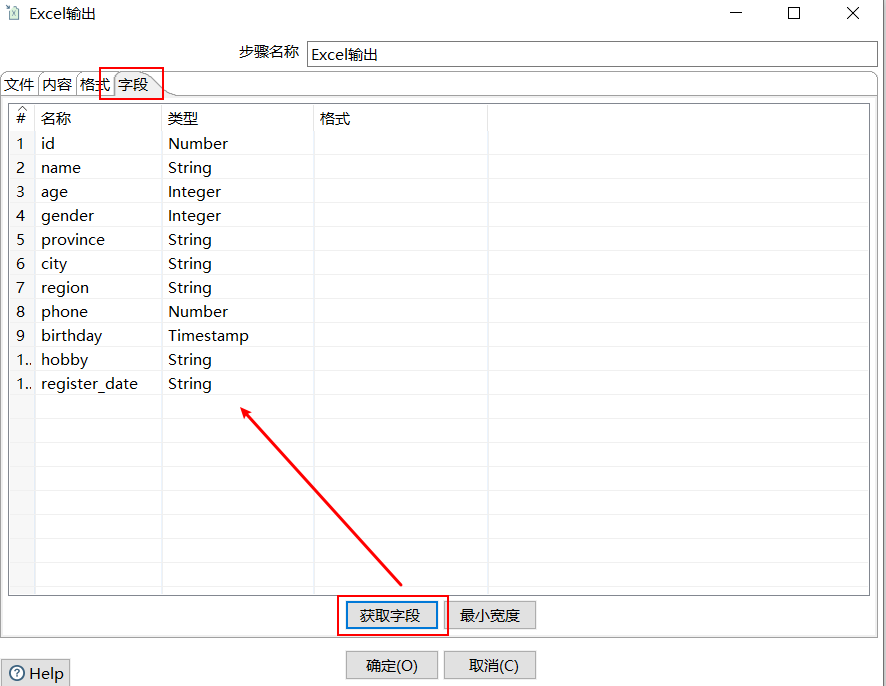 Excel输出
步骤名称 Excel输出
文件 内容 格式 字段
# 名称 类型 格式
1 id Number
2 name String
3 age Integer
4 gender Integer
5 province String
6 city String
7 region String
8 phone Number
9 birthday Timestamp
1.. hobby String
1.. register_date String
获取字段 最小宽度
确定(O) 取消(C)
Help